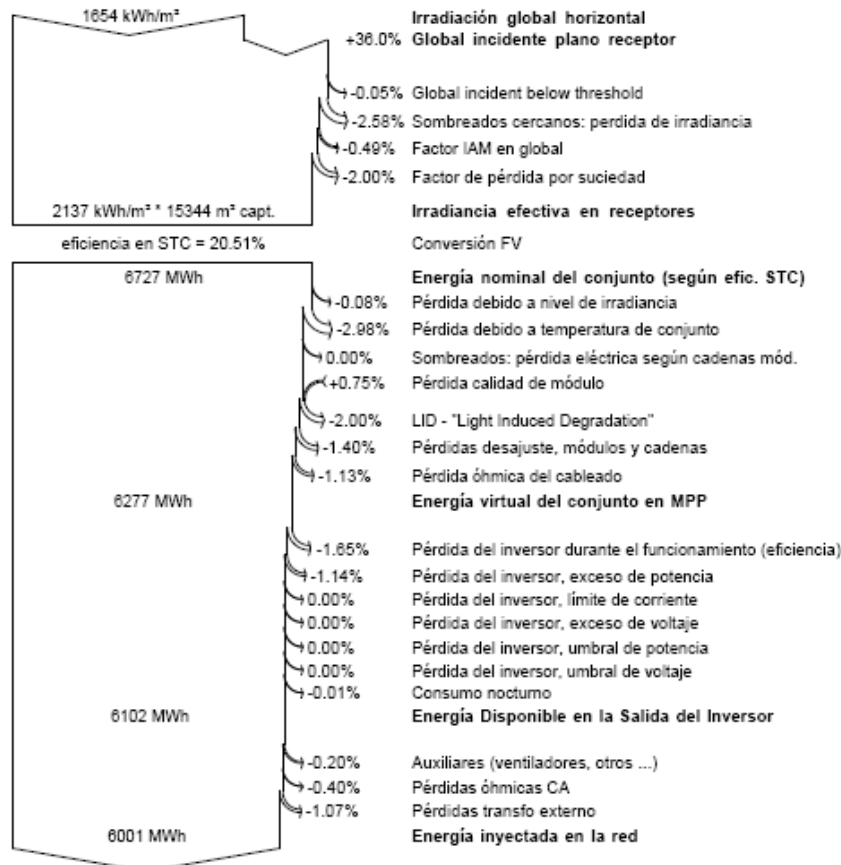 1654 kWh/m² Irradiación global horizontal
+36.0% Global incidente plano receptor
-0.05% Global incident below threshold
-2.58% Sombreados cercanos: perdida de irradiancia
-0.49% Factor IAM en global
-2.00% Factor de pérdida por suciedad
2137 kWh/m² * 15344 m² capt. Irradiancia efectiva en receptores
eficiencia en STC = 20.51% Conversión FV
6727 MWh Energía nominal del conjunto (según efic. STC)
-0.08% Pérdida debido a nivel de irradiancia
-2.98% Pérdida debido a temperatura de conjunto
0.00% Sombreados: pérdida eléctrica según cadenas mód.
+0.75% Pérdida calidad de módulo
-2.00% LID - "Light Induced Degradation"
-1.40% Pérdidas desajuste, módulos y cadenas
-1.13% Pérdida óhmica del cableado
6277 MWh Energía virtual del conjunto en MPP
-1.65% Pérdida del inversor durante el funcionamiento (eficiencia)
-1.14% Pérdida del inversor, exceso de potencia
0.00% Pérdida del inversor, límite de corriente
0.00% Pérdida del inversor, exceso de voltaje
0.00% Pérdida del inversor, umbral de potencia
0.00% Pérdida del inversor, umbral de voltaje
-0.01% Consumo nocturno
6102 MWh Energía Disponible en la Salida del Inversor
-0.20% Auxiliares (ventiladores, otros ...)
-0.40% Pérdidas óhmicas CA
-1.07% Pérdidas transfo externo
6001 MWh Energía inyectada en la red